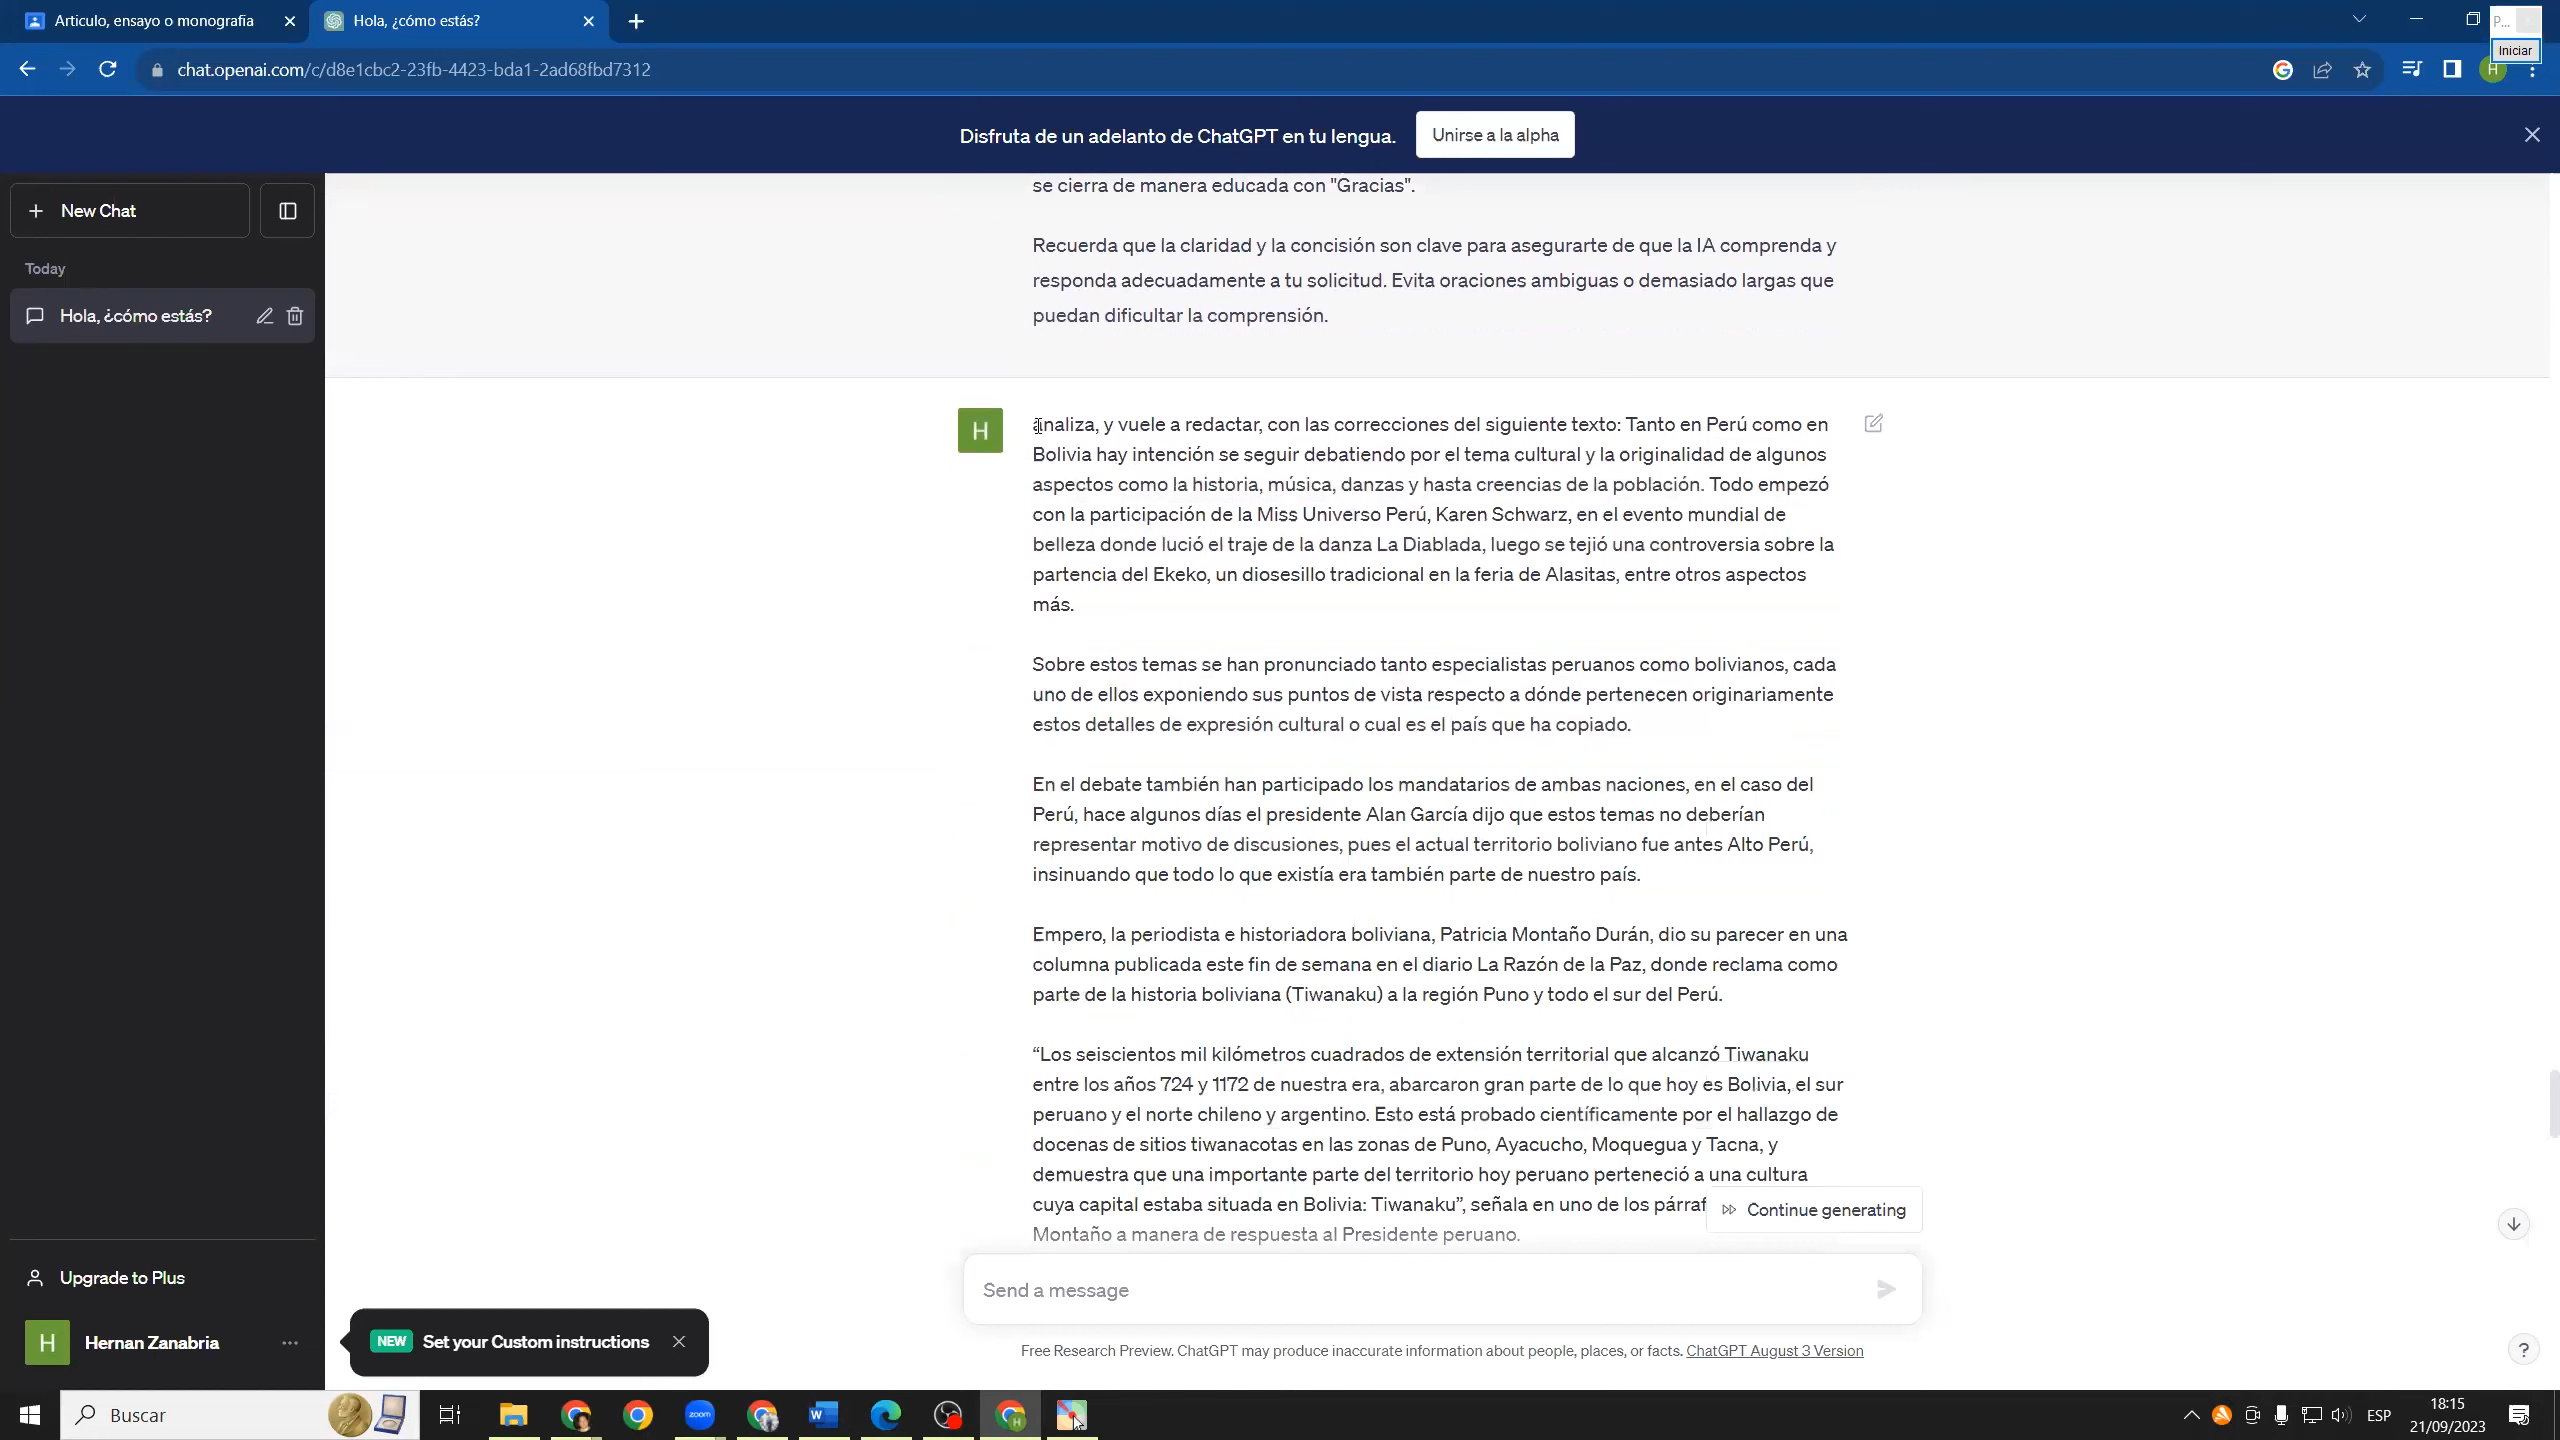 Articulo, ensayo o monografía
Hola, ¿cómo estás?
P...
Iniciar
chat.openai.com/c/d8e1cbc2-23fb-4423-bda1-2ad68fbd7312
H
Disfruta de un adelanto de ChatGPT en tu lengua.
Unirse a la alpha
New Chat
Today
Hola, ¿cómo estás?
se cierra de manera educada con "Gracias".
Recuerda que la claridad y la concisión son clave para asegurarte de que la IA comprenda y
responda adecuadamente a tu solicitud. Evita oraciones ambiguas o demasiado largas que
puedan dificultar la comprensión.
H
analiza, y vuele a redactar, con las correcciones del siguiente texto: Tanto en Perú como en
Bolivia hay intención se seguir debatiendo por el tema cultural y la originalidad de algunos
aspectos como la historia, música, danzas y hasta creencias de la población. Todo empezó
con la participación de la Miss Universo Perú, Karen Schwarz, en el evento mundial de
belleza donde lució el traje de la danza La Diablada, luego se tejió una controversia sobre la
partencia del Ekeko, un diosesillo tradicional en la feria de Alasitas, entre otros aspectos
más.
Sobre estos temas se han pronunciado tanto especialistas peruanos como bolivianos, cada
uno de ellos exponiendo sus puntos de vista respecto a dónde pertenecen originariamente
estos detalles de expresión cultural o cual es el país que ha copiado.
En el debate también han participado los mandatarios de ambas naciones, en el caso del
Perú, hace algunos días el presidente Alan García dijo que estos temas no deberían
representar motivo de discusiones, pues el actual territorio boliviano fue antes Alto Perú,
insinuando que todo lo que existía era también parte de nuestro país.
Empero, la periodista e historiadora boliviana, Patricia Montaño Durán, dio su parecer en una
columna publicada este fin de semana en el diario La Razón de la Paz, donde reclama como
parte de la historia boliviana (Tiwanaku) a la región Puno y todo el sur del Perú.
“Los seiscientos mil kilómetros cuadrados de extensión territorial que alcanzó Tiwanaku
entre los años 724 y 1172 de nuestra era, abarcaron gran parte de lo que hoy es Bolivia, el sur
peruano y el norte chileno y argentino. Esto está probado científicamente por el hallazgo de
docenas de sitios tiwanacotas en las zonas de Puno, Ayacucho, Moquegua y Tacna, y
demuestra que una importante parte del territorio hoy peruano perteneció a una cultura
cuya capital estaba situada en Bolivia: Tiwanaku”, señala en uno de los párraf
Continue generating
Montaño a manera de respuesta al Presidente peruano.
Send a message
Upgrade to Plus
H
Hernan Zanabria
NEW Set your Custom instructions
Free Research Preview. ChatGPT may produce inaccurate information about people, places, or facts. ChatGPT August 3 Version
?
Buscar
zoom
W
H
ESP
18:15
21/09/2023